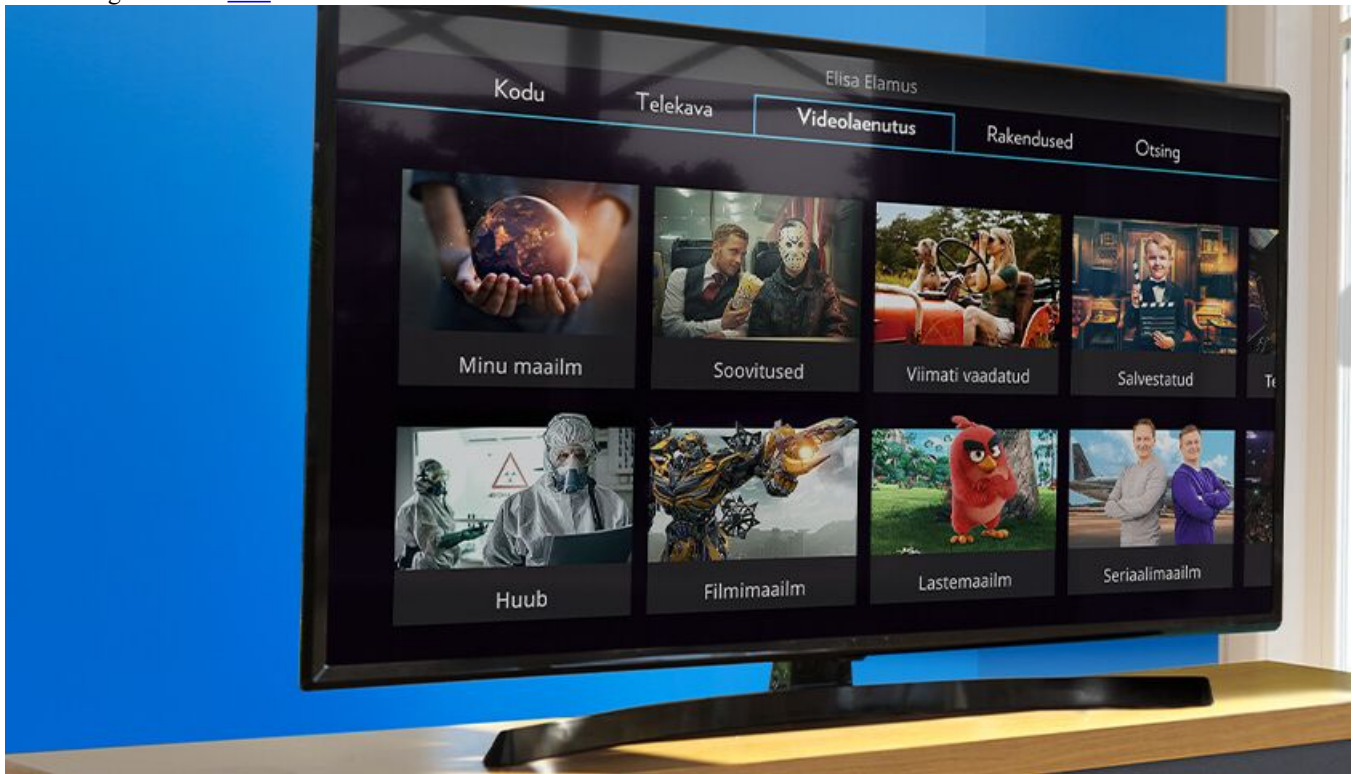 Elisa Elamus
Kodu Telekava Videolaenutus Rakendused Otsing
Minu maailm Soovitused Viimati vaadatud Salvestatud
Huub Filmimaailm Lastemaailm Seriaalimaailm